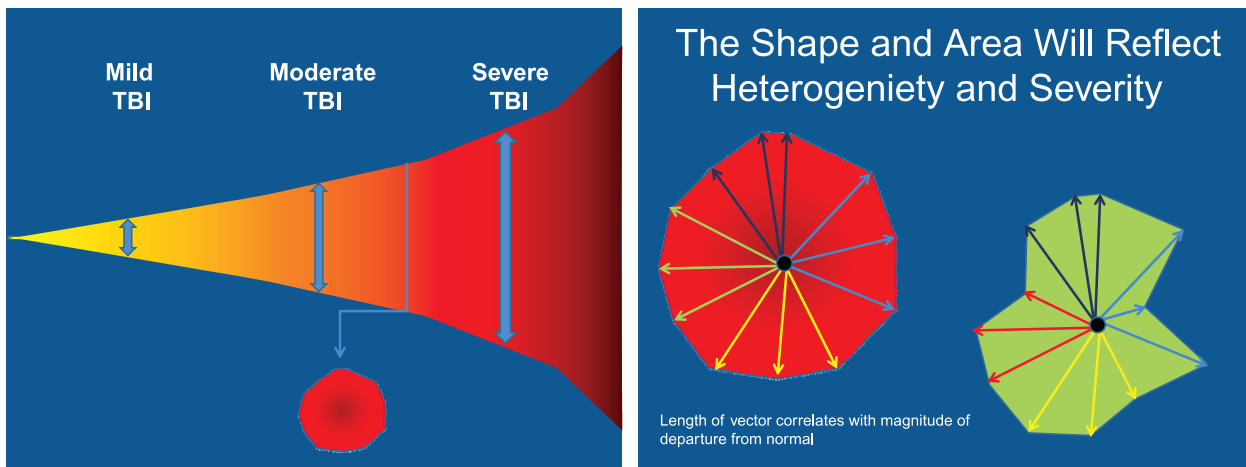 Mild
TBI
Moderate
TBI
Severe
TBI
The Shape and Area Will Reflect
Heterogeniety and Severity
Length of vector correlates with magnitude of
departure from normal